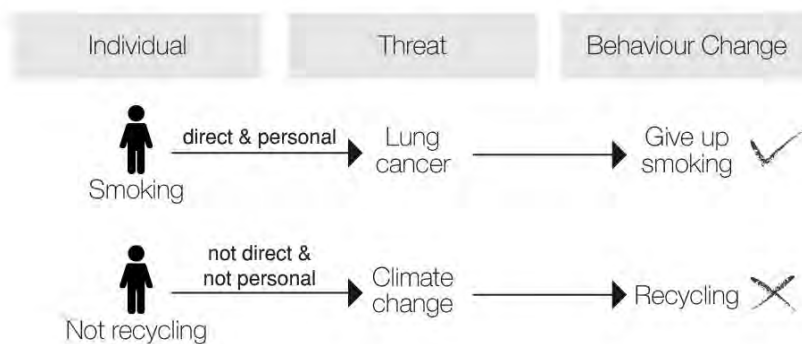 Individual
Threat
Behaviour Change
direct & personal
Lung
cancer
Give up
smoking
Smoking
not direct &
not personal
Climate
change
Recycling
Not recycling